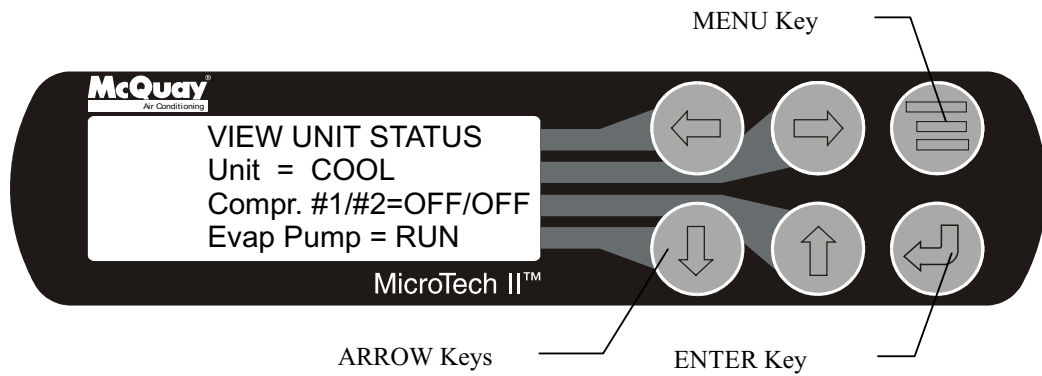 MENU Key
McQuay®
Air Conditioning
VIEW UNIT STATUS
Unit = COOL
Compr. #1/#2=OFF/OFF
Evap Pump = RUN
MicroTech II™
ARROW Keys
ENTER Key